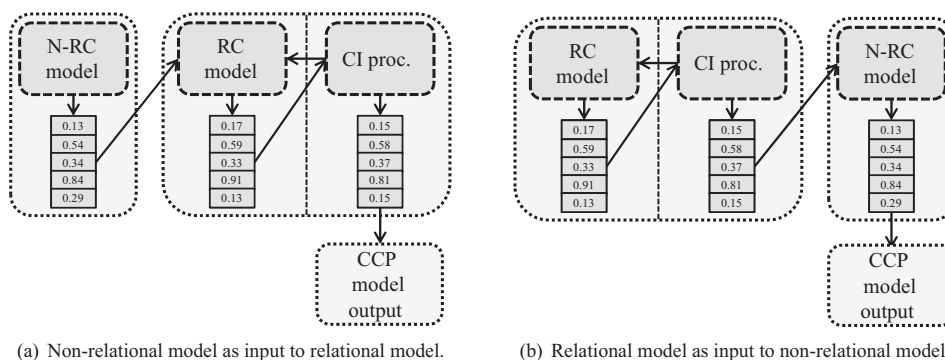 N-RC
model
RC
model
CI proc.
0.13
0.54
0.34
0.84
0.29
0.17
0.59
0.33
0.91
0.13
0.15
0.58
0.37
0.81
0.15
CCP
model
output
(a) Non-relational model as input to relational model.
RC
model
CI proc.
N-RC
model
0.17
0.59
0.33
0.91
0.13
0.15
0.58
0.37
0.81
0.15
0.13
0.54
0.34
0.84
0.29
CCP
model
output
(b) Relational model as input to non-relational model